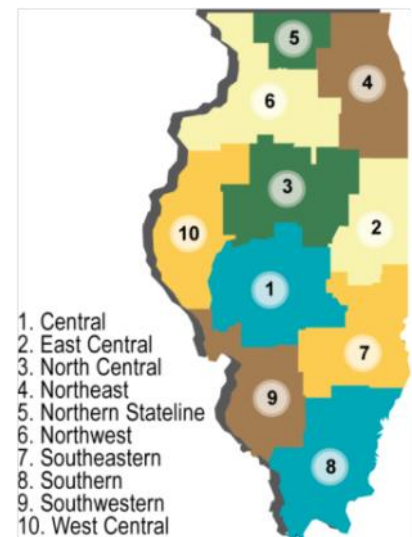 5
4
6
3
2
10
1
7
9
8
1. Central
2. East Central
3. North Central
4. Northeast
5. Northern Stateline
6. Northwest
7. Southeastern
8. Southern
9. Southwestern
10. West Central